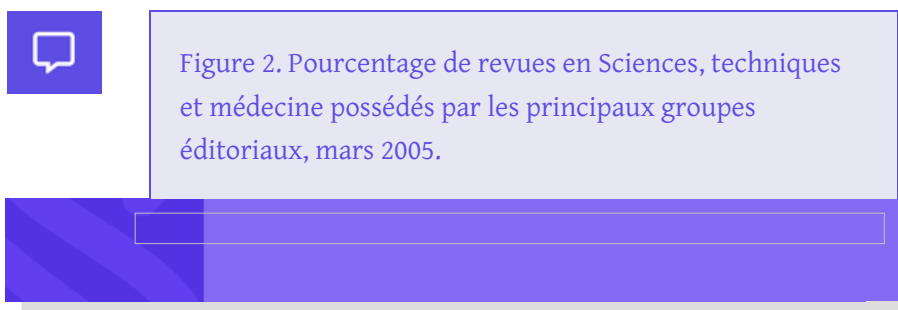 Figure 2. Pourcentage de revues en Sciences, techniques
et médecine possédés par les principaux groupes
éditoriaux, mars 2005.